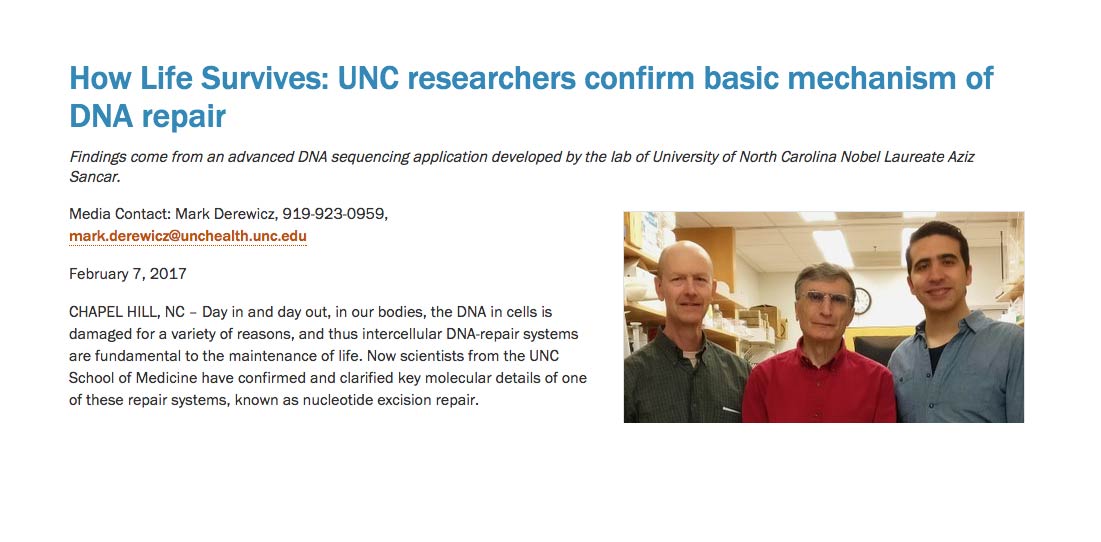 How Life Survives: UNC researchers confirm basic mechanism of
DNA repair
Findings come from an advanced DNA sequencing application developed by the lab of University of North Carolina Nobel Laureate Aziz
Sancar.
Media Contact: Mark Derewicz, 919-923-0959,
mark.derewicz@unchealth.unc.edu
February 7, 2017
CHAPEL HILL, NC – Day in and day out, in our bodies, the DNA in cells is
damaged for a variety of reasons, and thus intercellular DNA-repair systems
are fundamental to the maintenance of life. Now scientists from the UNC
School of Medicine have confirmed and clarified key molecular details of one
of these repair systems, known as nucleotide excision repair.